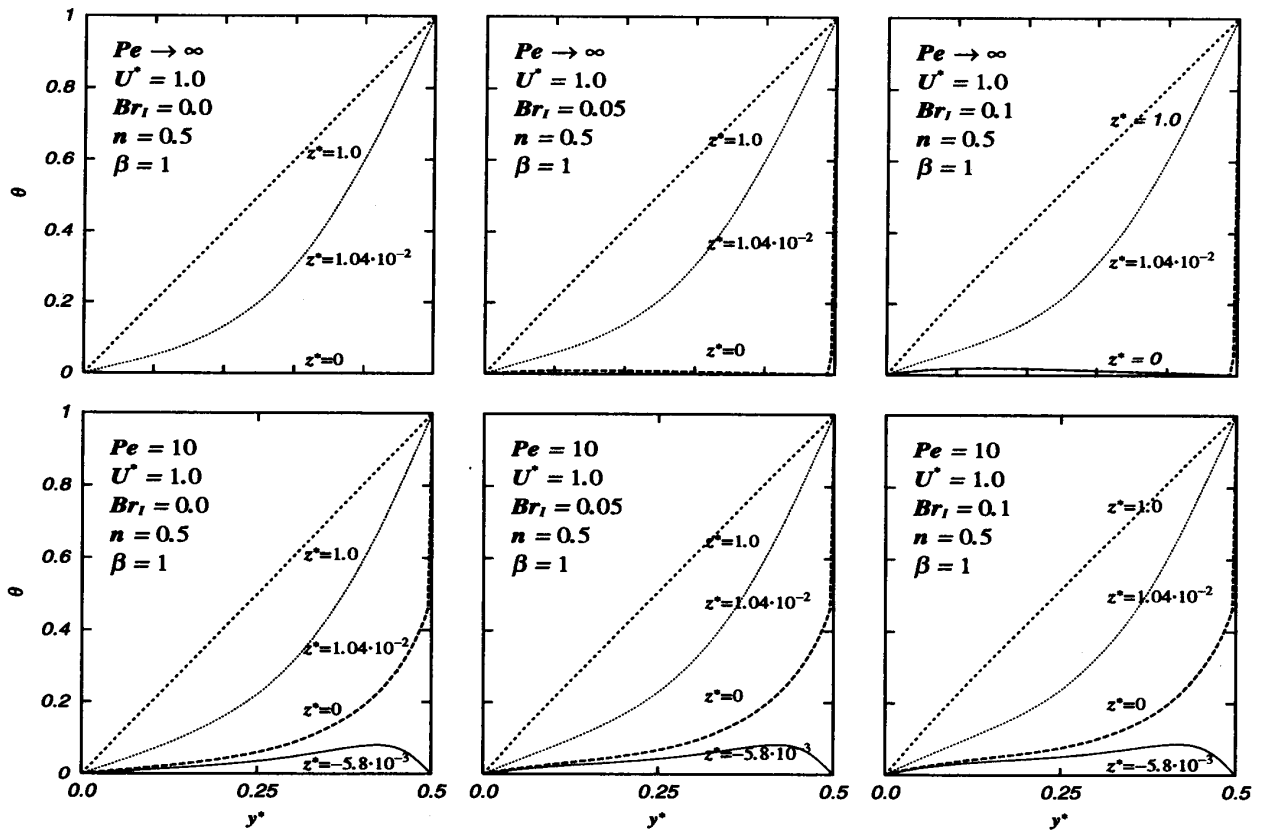 1
0.8
0.6
0.4
0.2
0
θ
Pe → ∞
U* = 1.0
Br_I = 0.0
n = 0.5
β = 1
z*=1.0
z*=1.04·10⁻²
z*=0
Pe → ∞
U* = 1.0
Br_I = 0.05
n = 0.5
β = 1
z*=1.0
z*=1.04·10⁻²
z*=0
Pe → ∞
U* = 1.0
Br_I = 0.1
n = 0.5
β = 1
z* = 1.0
z*=1.04·10⁻²
z* = 0
1
0.8
0.6
0.4
0.2
0
θ
Pe = 10
U* = 1.0
Br_I = 0.0
n = 0.5
β = 1
z*=1.0
z*=1.04·10⁻²
z*=0
z*=−5.8·10⁻³
0.0 0.25 0.5
y*
Pe = 10
U* = 1.0
Br_I = 0.05
n = 0.5
β = 1
z*=1.0
z*=1.04·10⁻²
z*=0
z*=−5.8·10⁻³
0.0 0.25 0.5
y*
Pe = 10
U* = 1.0
Br_I = 0.1
n = 0.5
β = 1
z*=1.0
z*=1.04·10⁻²
z*=0
z*=−5.8·10⁻³
0.0 0.25 0.5
y*